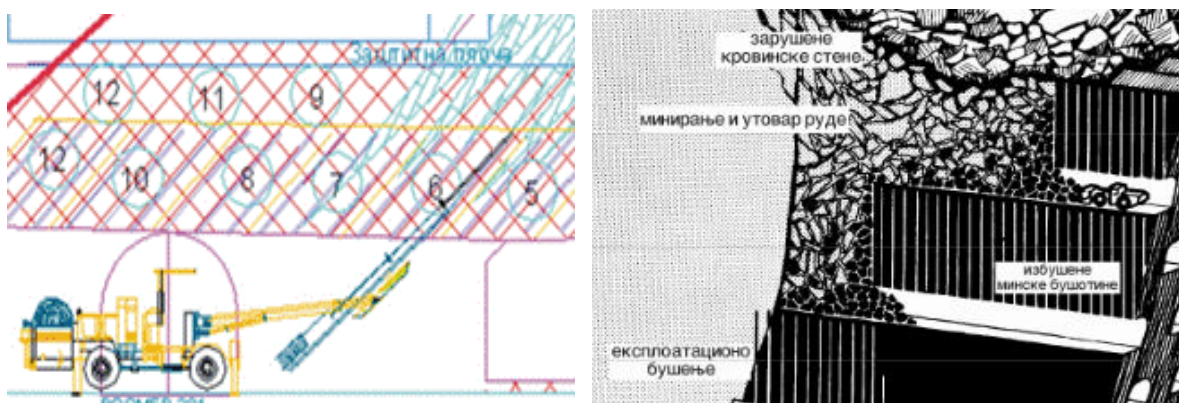 Заштитна плоча
12
11
9
12
10
8
7
6
5
зарушене
кровинске стене
минирање и утовар руде
избушене
минске бушотине
експлоатационо
бушење